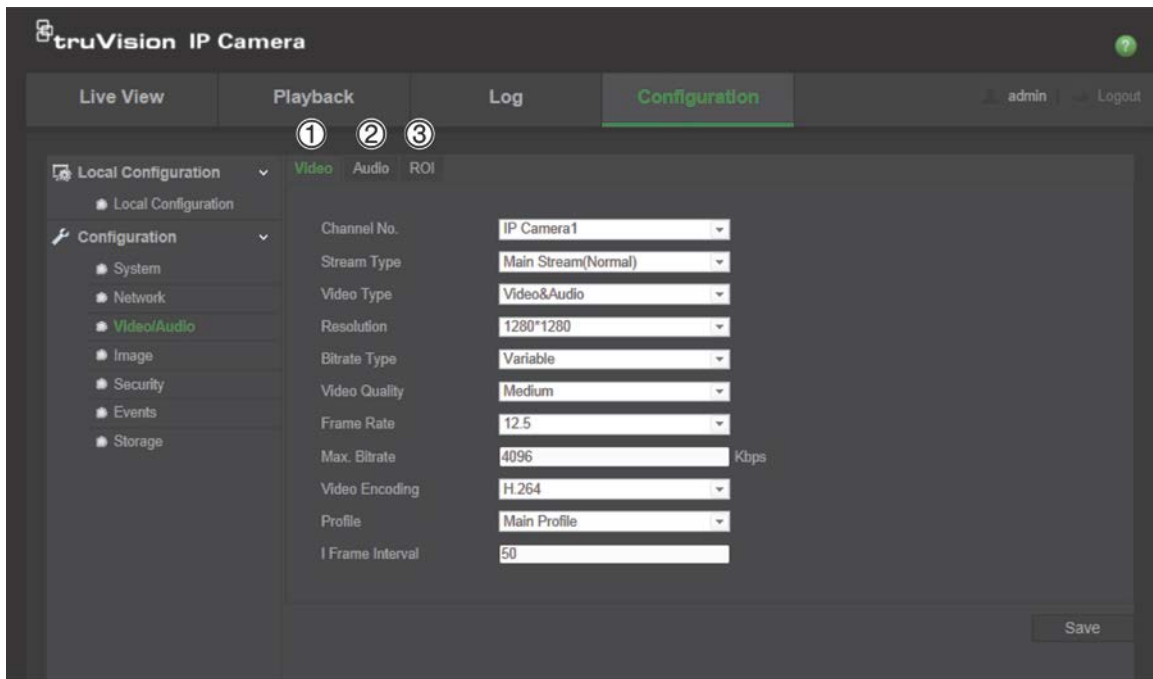 truVision IP Camera
?
Live View Playback Log Configuration admin Logout
① ② ③
Local Configuration
Local Configuration
Configuration
System
Network
Video/Audio
Image
Security
Events
Storage
Video Audio ROI
Channel No. IP Camera1
Stream Type Main Stream(Normal)
Video Type Video&Audio
Resolution 1280*1280
Bitrate Type Variable
Video Quality Medium
Frame Rate 12.5
Max. Bitrate 4096 Kbps
Video Encoding H.264
Profile Main Profile
I Frame Interval 50
Save